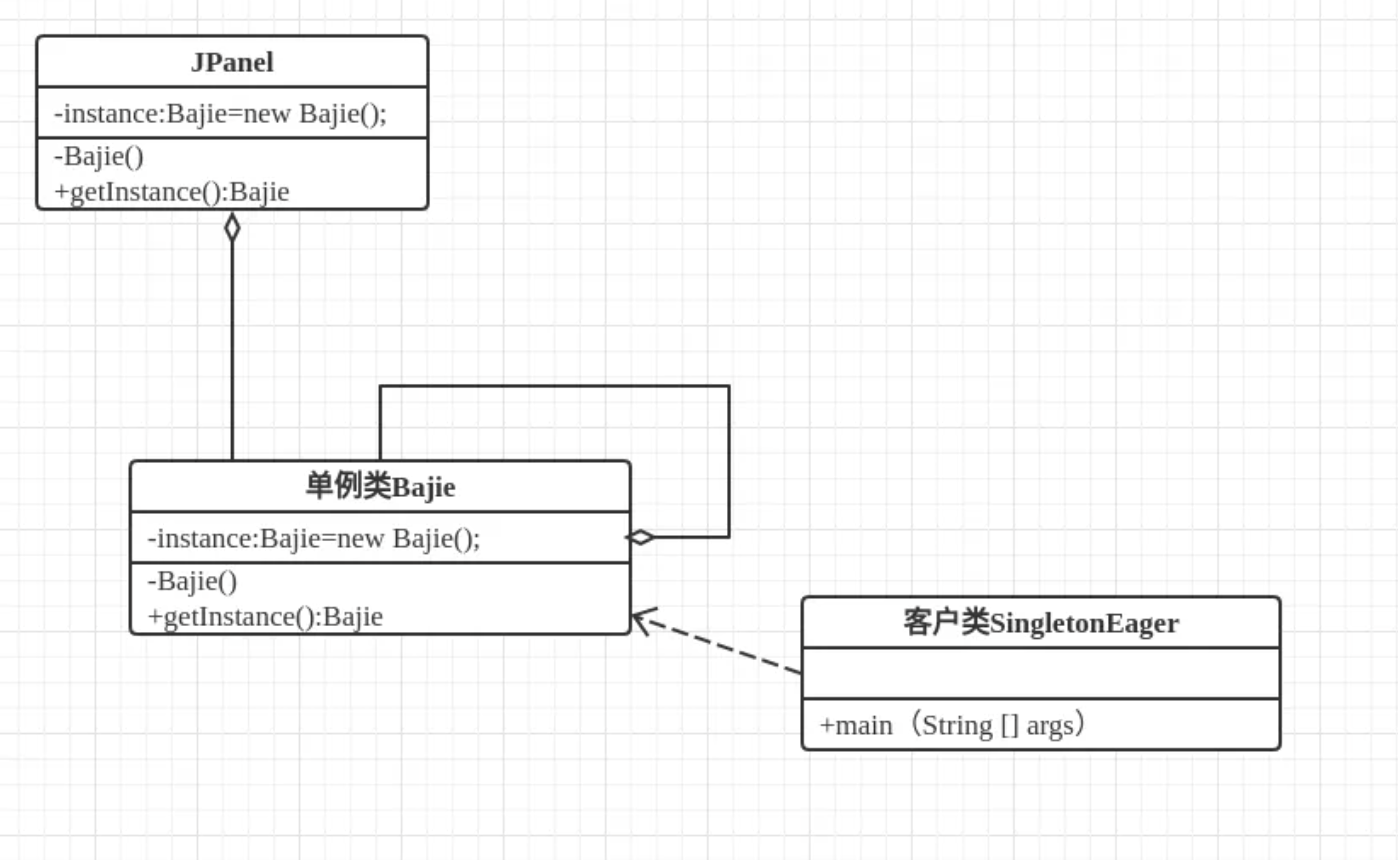 JPanel
-instance:Bajie=new Bajie();
-Bajie()
+getInstance():Bajie
单例类Bajie
-instance:Bajie=new Bajie();
-Bajie()
+getInstance():Bajie
客户类SingletonEager
+main（String [] args）